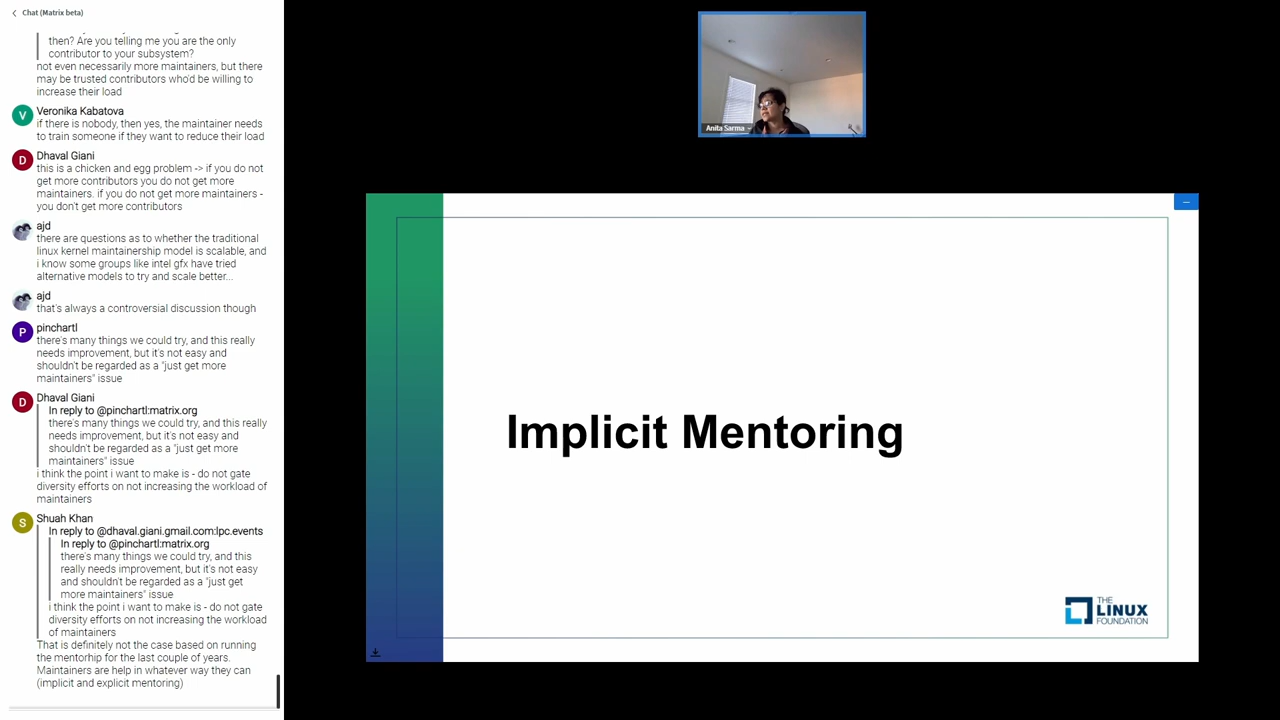 Chat (Matrix beta)
then? Are you telling me you are the only
contributor to your subsystem?
not even necessarily more maintainers, but there
may be trusted contributors who'd be willing to
increase their load
V
Veronika Kabatova
if there is nobody, then yes, the maintainer needs
to train someone if they want to reduce their load
D
Dhaval Giani
this is a chicken and egg problem -> if you do not
get more contributors you do not get more
maintainers. if you do not get more maintainers -
you don't get more contributors
ajd
there are questions as to whether the traditional
linux kernel maintainership model is scalable, and
i know some groups like intel gfx have tried
alternative models to try and scale better...
ajd
that's always a controversial discussion though
P
pinchartl
there's many things we could try, and this really
needs improvement, but it's not easy and
shouldn't be regarded as a "just get more
maintainers" issue
D
Dhaval Giani
In reply to @pinchartl:matrix.org
there's many things we could try, and this really
needs improvement, but it's not easy and
shouldn't be regarded as a "just get more
maintainers" issue
i think the point i want to make is - do not gate
diversity efforts on not increasing the workload of
maintainers
S
Shuah Khan
In reply to @dhaval.giani.gmail.com:lpc.events
In reply to @pinchartl:matrix.org
there's many things we could try, and this
really needs improvement, but it's not easy
and shouldn't be regarded as a "just get
more maintainers" issue
i think the point i want to make is - do not gate
diversity efforts on not increasing the workload
of maintainers
That is definitely not the case based on running
the mentorhip for the last couple of years.
Maintainers are help in whatever way they can
(implicit and explicit mentoring)
Anita Sarma
Implicit Mentoring
THE
LINUX
FOUNDATION